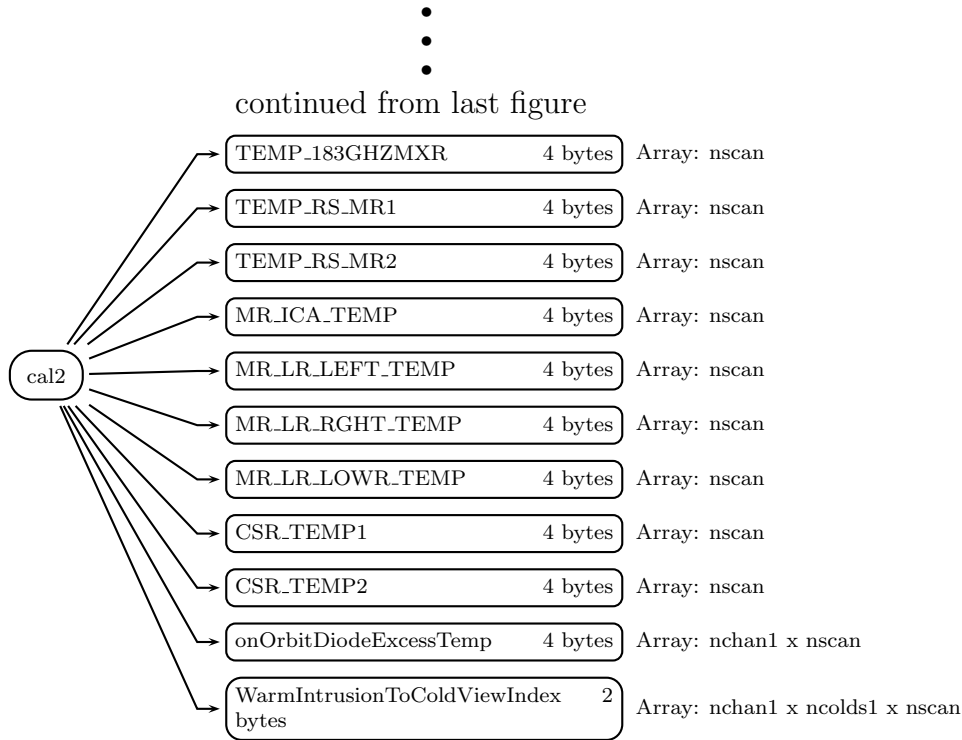 continued from last figure
TEMP_183GHZMXR 4 bytes Array: nscan
TEMP_RS_MR1 4 bytes Array: nscan
TEMP_RS_MR2 4 bytes Array: nscan
MR_ICA_TEMP 4 bytes Array: nscan
cal2
MR_LR_LEFT_TEMP 4 bytes Array: nscan
MR_LR_RGHT_TEMP 4 bytes Array: nscan
MR_LR_LOWR_TEMP 4 bytes Array: nscan
CSR_TEMP1 4 bytes Array: nscan
CSR_TEMP2 4 bytes Array: nscan
onOrbitDiodeExcessTemp 4 bytes Array: nchan1 x nscan
WarmIntrusionToColdViewIndex 2
bytes
Array: nchan1 x ncolds1 x nscan